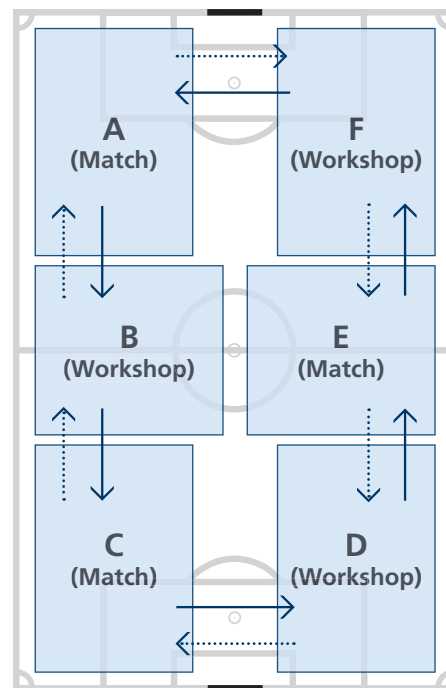 A
(Match)
F
(Workshop)
B
(Workshop)
E
(Match)
C
(Match)
D
(Workshop)